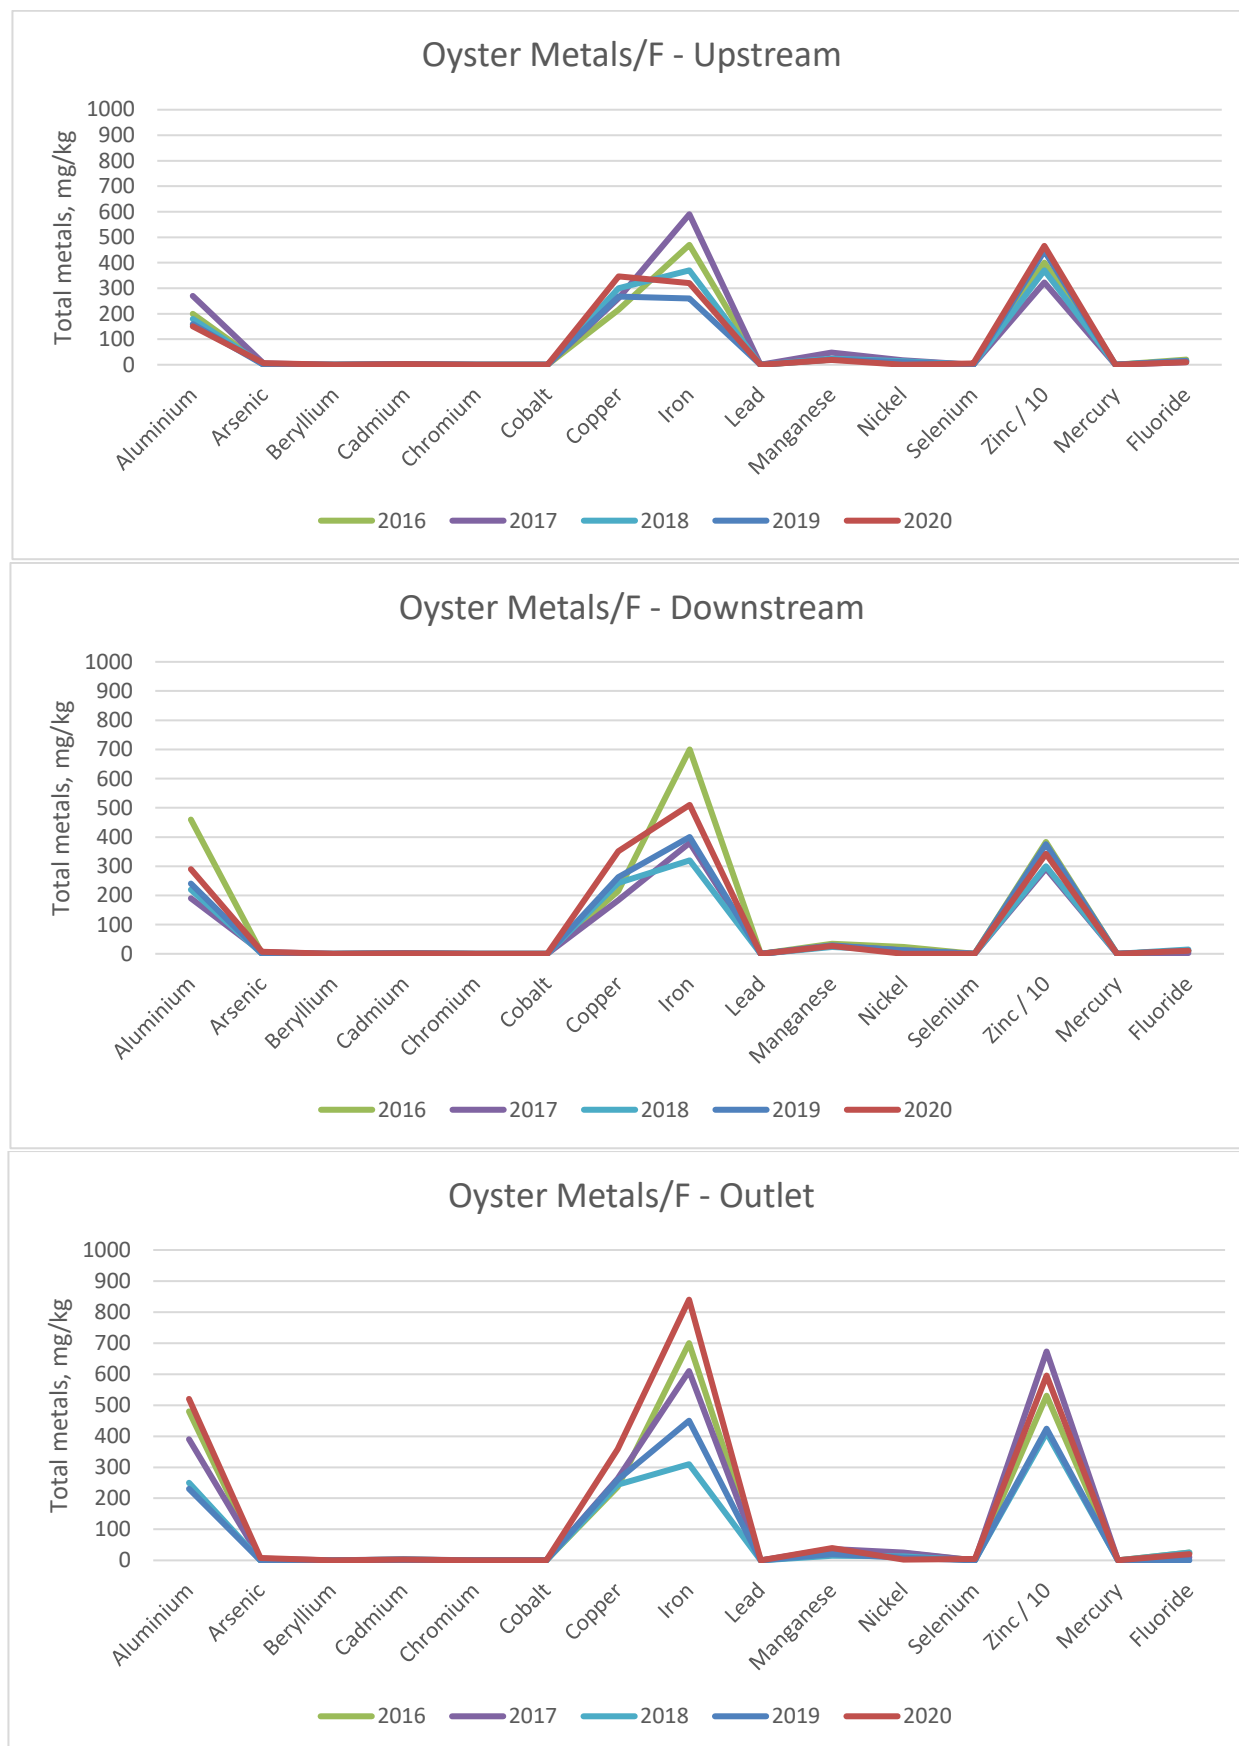 Oyster Metals/F - Upstream
Total metals, mg/kg
1000
900
800
700
600
500
400
300
200
100
0
Aluminium
Arsenic
Beryllium
Cadmium
Chromium
Cobalt
Copper
Iron
Lead
Manganese
Nickel
Selenium
Zinc / 10
Mercury
Fluoride
2016 2017 2018 2019 2020
Oyster Metals/F - Downstream
Total metals, mg/kg
1000
900
800
700
600
500
400
300
200
100
0
Aluminium
Arsenic
Beryllium
Cadmium
Chromium
Cobalt
Copper
Iron
Lead
Manganese
Nickel
Selenium
Zinc / 10
Mercury
Fluoride
2016 2017 2018 2019 2020
Oyster Metals/F - Outlet
Total metals, mg/kg
1000
900
800
700
600
500
400
300
200
100
0
Aluminium
Arsenic
Beryllium
Cadmium
Chromium
Cobalt
Copper
Iron
Lead
Manganese
Nickel
Selenium
Zinc / 10
Mercury
Fluoride
2016 2017 2018 2019 2020